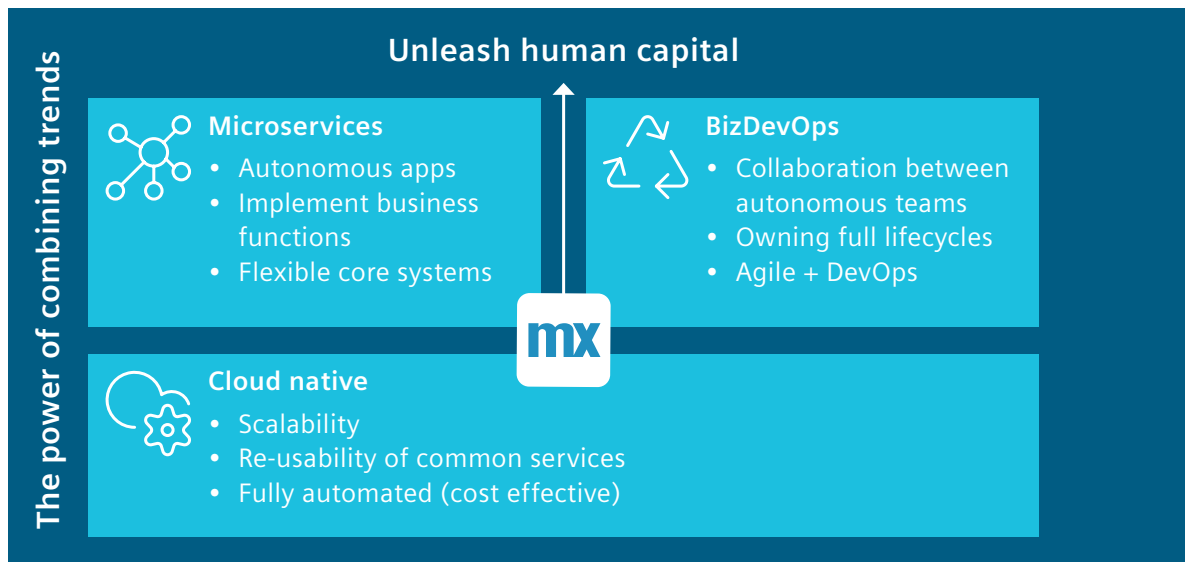 The power of combining trends
Unleash human capital
Microservices
• Autonomous apps
• Implement business
functions
• Flexible core systems
BizDevOps
• Collaboration between
autonomous teams
• Owning full lifecycles
• Agile + DevOps
mx
Cloud native
• Scalability
• Re-usability of common services
• Fully automated (cost effective)